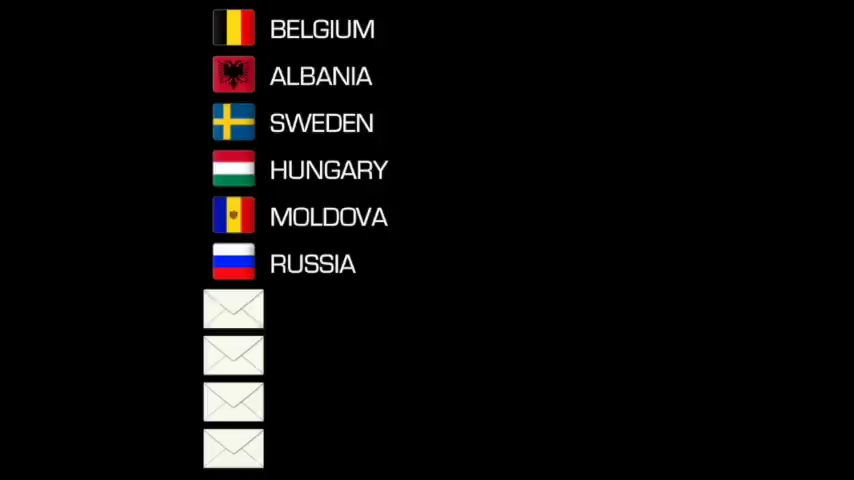 BELGIUM
ALBANIA
SWEDEN
HUNGARY
MOLDOVA
RUSSIA